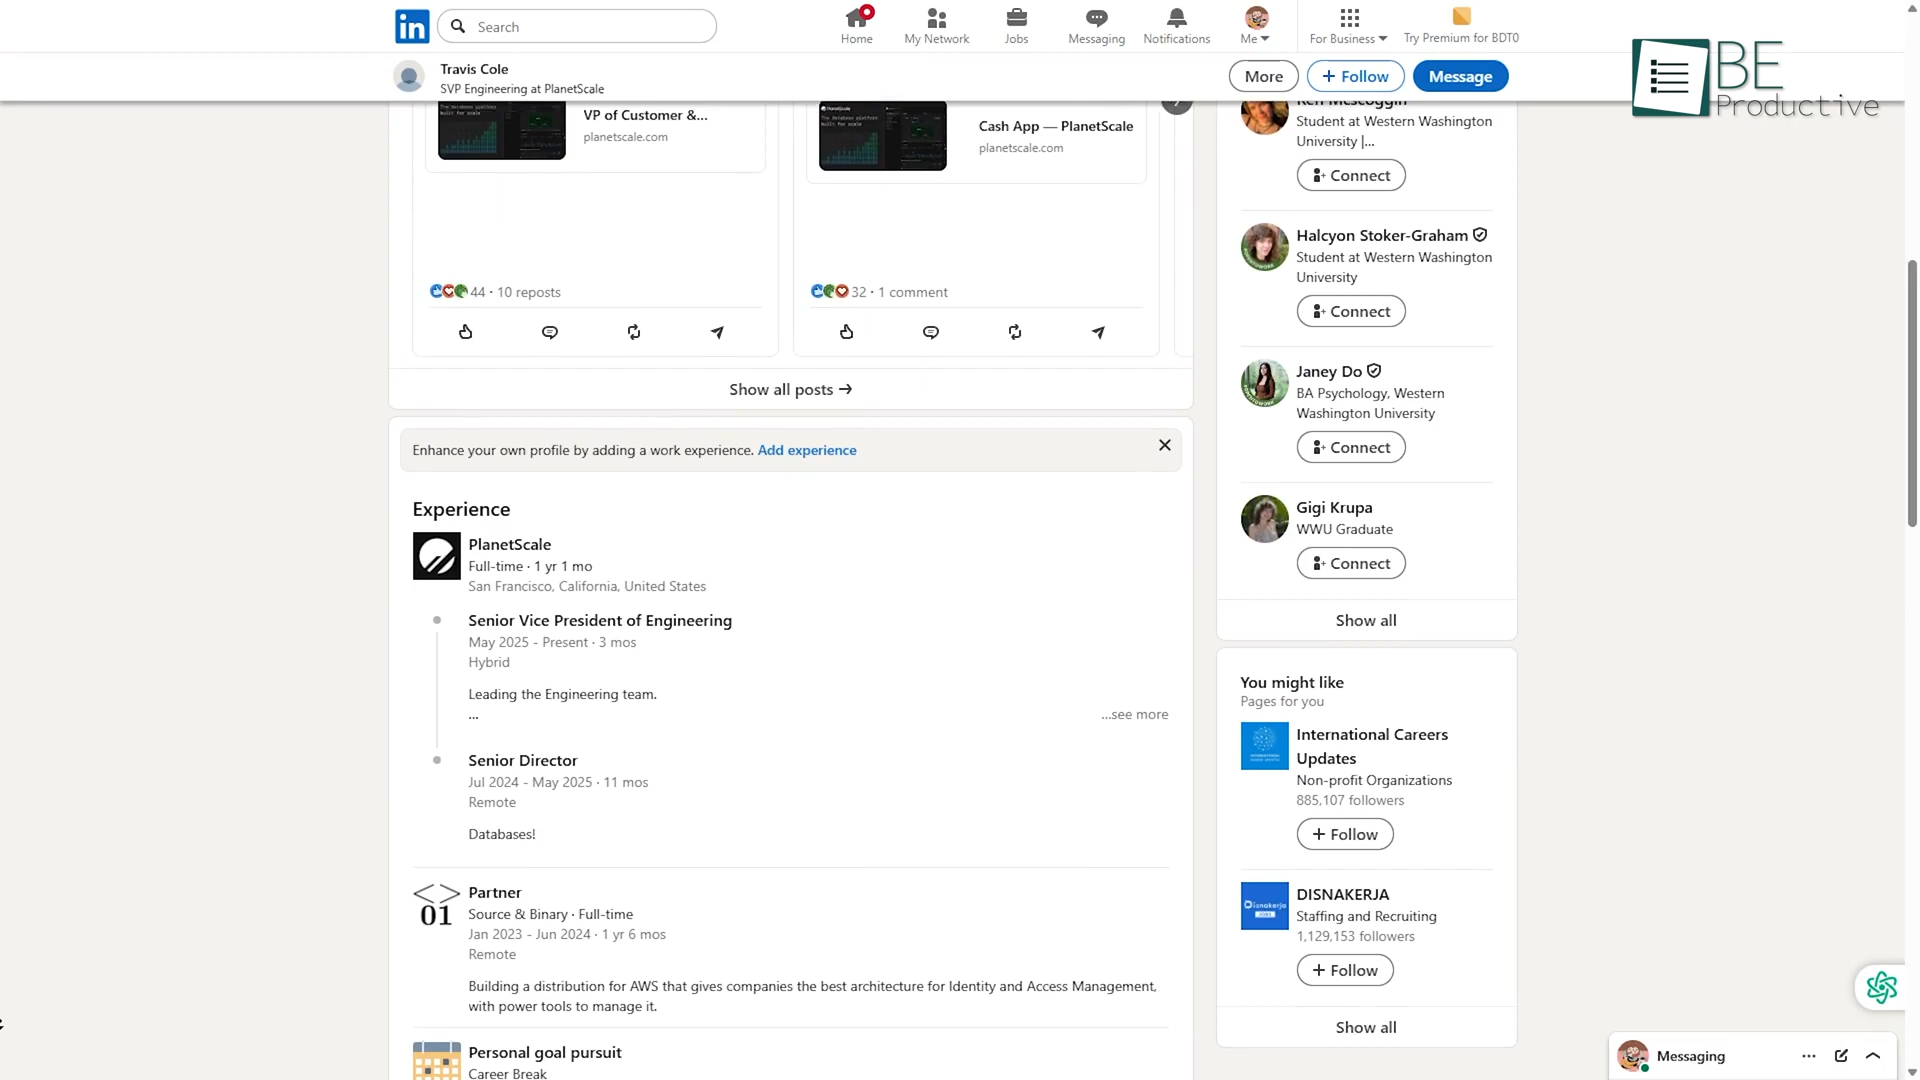 in
Search
Home
My Network
Jobs
Messaging
Notifications
Me
For Business
Try Premium for BDT0
BE
Productive
Travis Cole
SVP Engineering at PlanetScale
More
+ Follow
Message
VP of Customer &...
planetscale.com
Cash App — PlanetScale
planetscale.com
44 · 10 reposts
32 · 1 comment
Show all posts →
Enhance your own profile by adding a work experience. Add experience
Experience
PlanetScale
Full-time · 1 yr 1 mo
San Francisco, California, United States
Senior Vice President of Engineering
May 2025 - Present · 3 mos
Hybrid
Leading the Engineering team.
...
...see more
Senior Director
Jul 2024 - May 2025 · 11 mos
Remote
Databases!
<>
01
Partner
Source & Binary · Full-time
Jan 2023 - Jun 2024 · 1 yr 6 mos
Remote
Building a distribution for AWS that gives companies the best architecture for Identity and Access Management,
with power tools to manage it.
Personal goal pursuit
Career Break
Student at Western Washington
University |...
Connect
Halcyon Stoker-Graham
Student at Western Washington
University
Connect
Janey Do
BA Psychology, Western
Washington University
Connect
Gigi Krupa
WWU Graduate
Connect
Show all
You might like
Pages for you
International Careers
Updates
Non-profit Organizations
885,107 followers
+ Follow
Disnakerja
JOBS
DISNAKERJA
Staffing and Recruiting
1,129,153 followers
+ Follow
Show all
Messaging